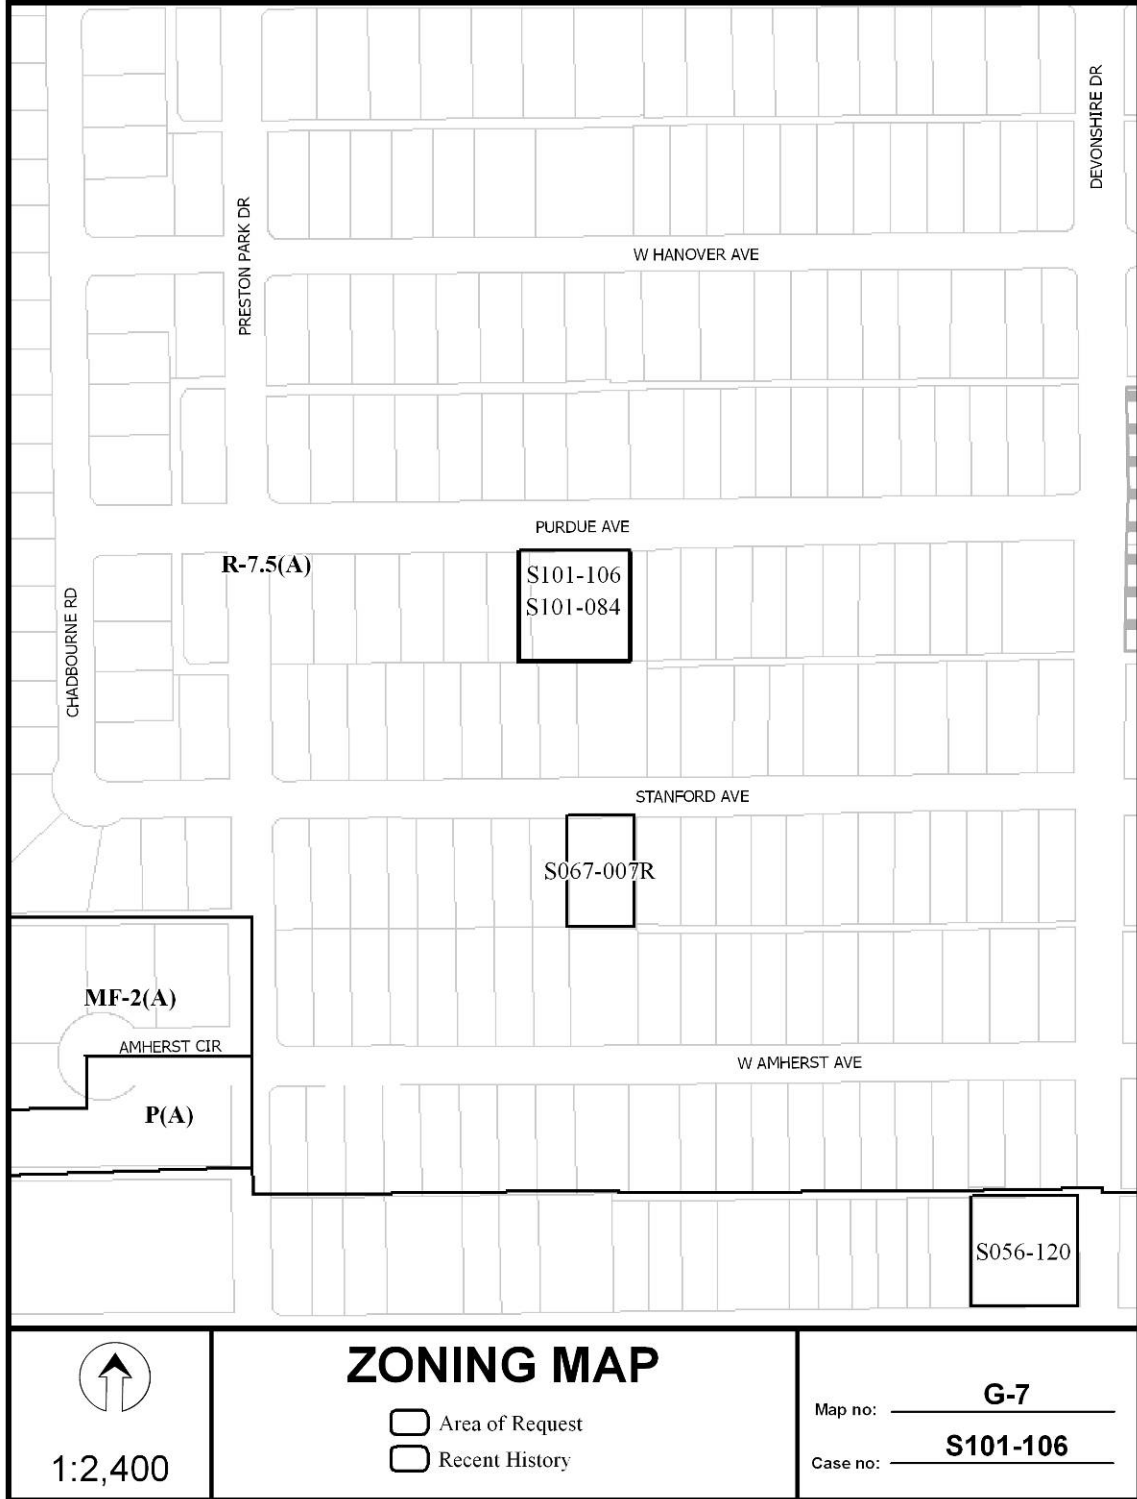 DEVONSHIRE DR
PRESTON PARK DR
W HANOVER AVE
PURDUE AVE
R-7.5(A)
S101-106
S101-084
CHADBOURNE RD
STANFORD AVE
S067-007R
MF-2(A)
AMHERST CIR
W AMHERST AVE
P(A)
S056-120
1:2,400
ZONING MAP
Area of Request
Recent History
Map no: G-7
Case no: S101-106